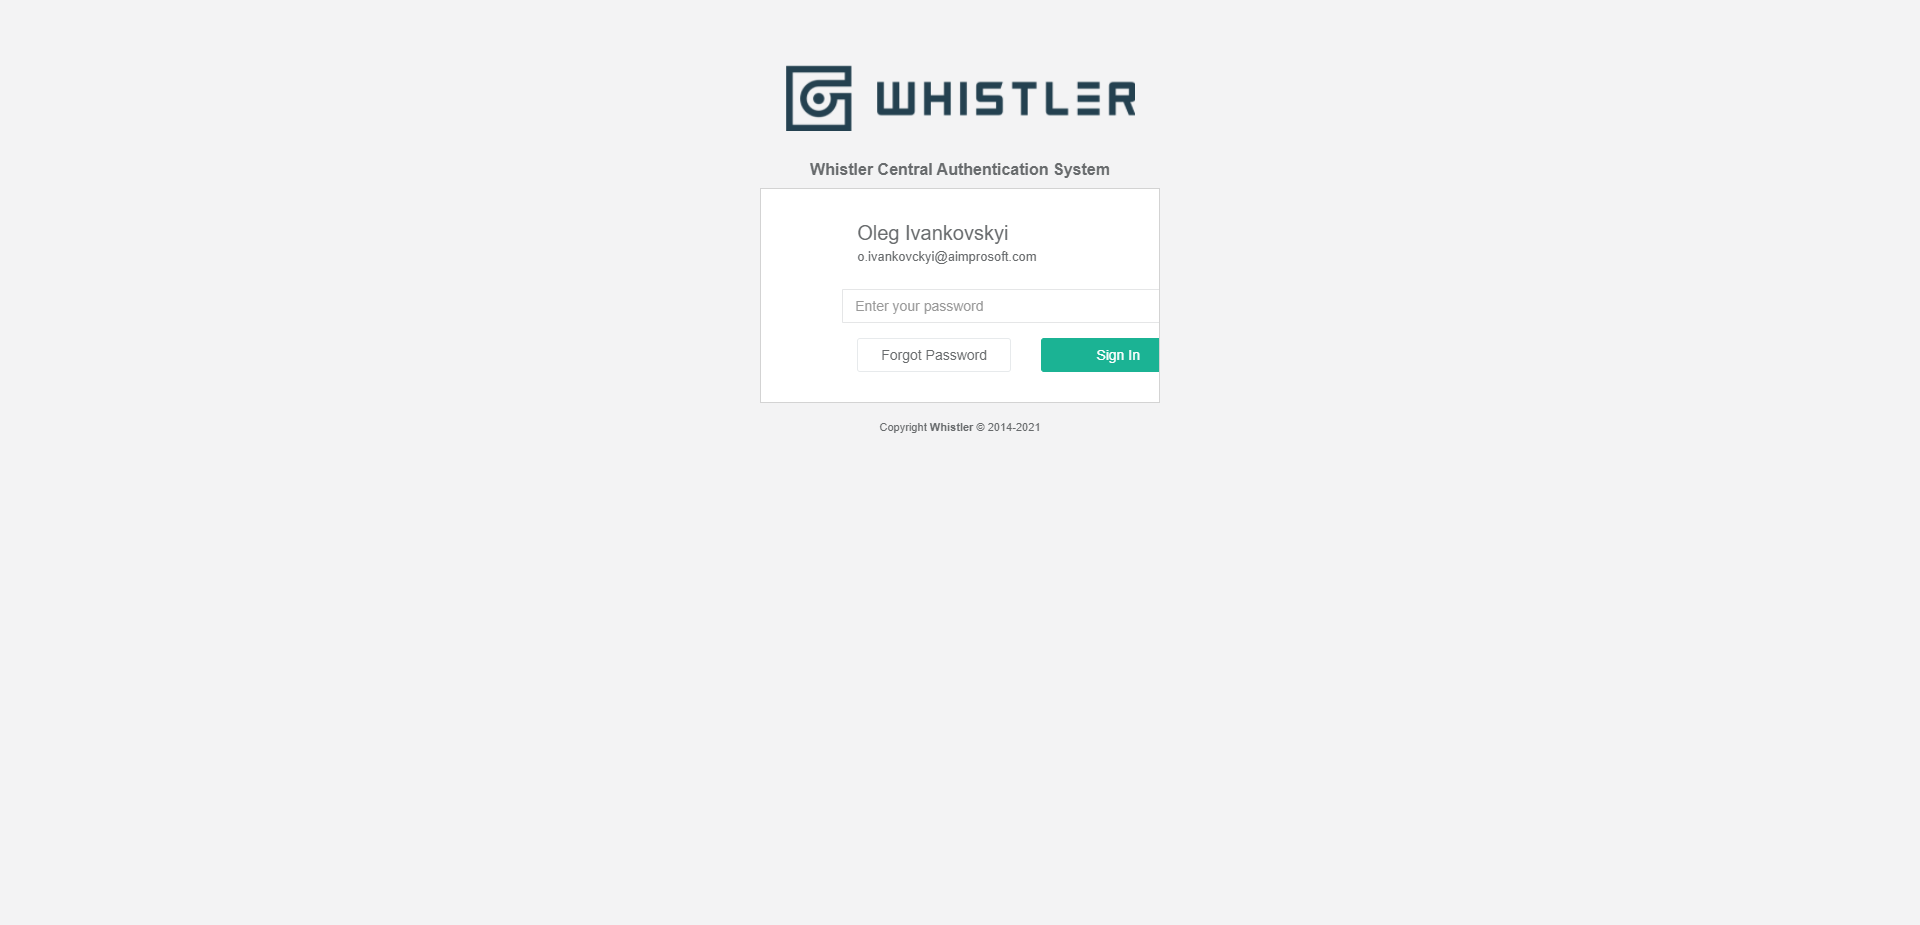 WHISTLER
Whistler Central Authentication System
Oleg Ivankovskyi
o.ivankovckyi@aimprosoft.com
Enter your password
Forgot Password
Sign In
Copyright Whistler © 2014-2021